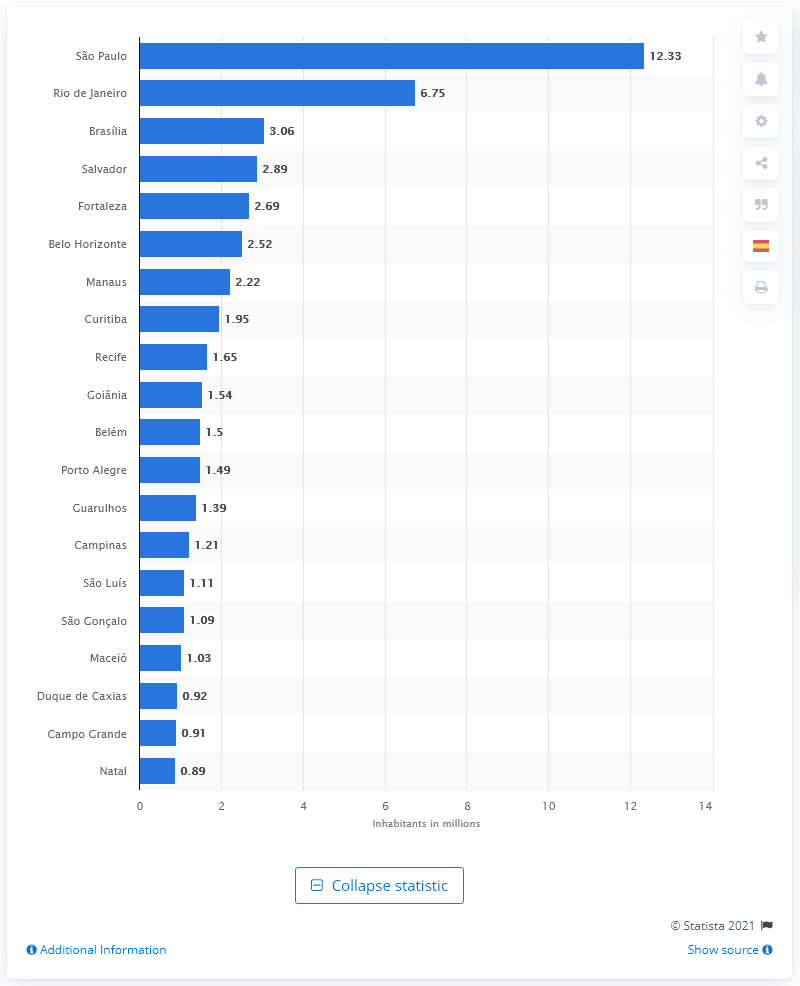 São Paulo 12.33
Rio de Janeiro 6.75
Brasília 3.06
Salvador 2.89
Fortaleza 2.69
Belo Horizonte 2.52
Manaus 2.22
Curitiba 1.95
Recife 1.65
Goiânia 1.54
Belém 1.5
Porto Alegre 1.49
Guarulhos 1.39
Campinas 1.21
São Luís 1.11
São Gonçalo 1.09
Maceió 1.03
Duque de Caxias 0.92
Campo Grande 0.91
Natal 0.89
0 2 4 6 8 10 12 14
Inhabitants in millions
Collapse statistic
© Statista 2021
Additional Information Show source